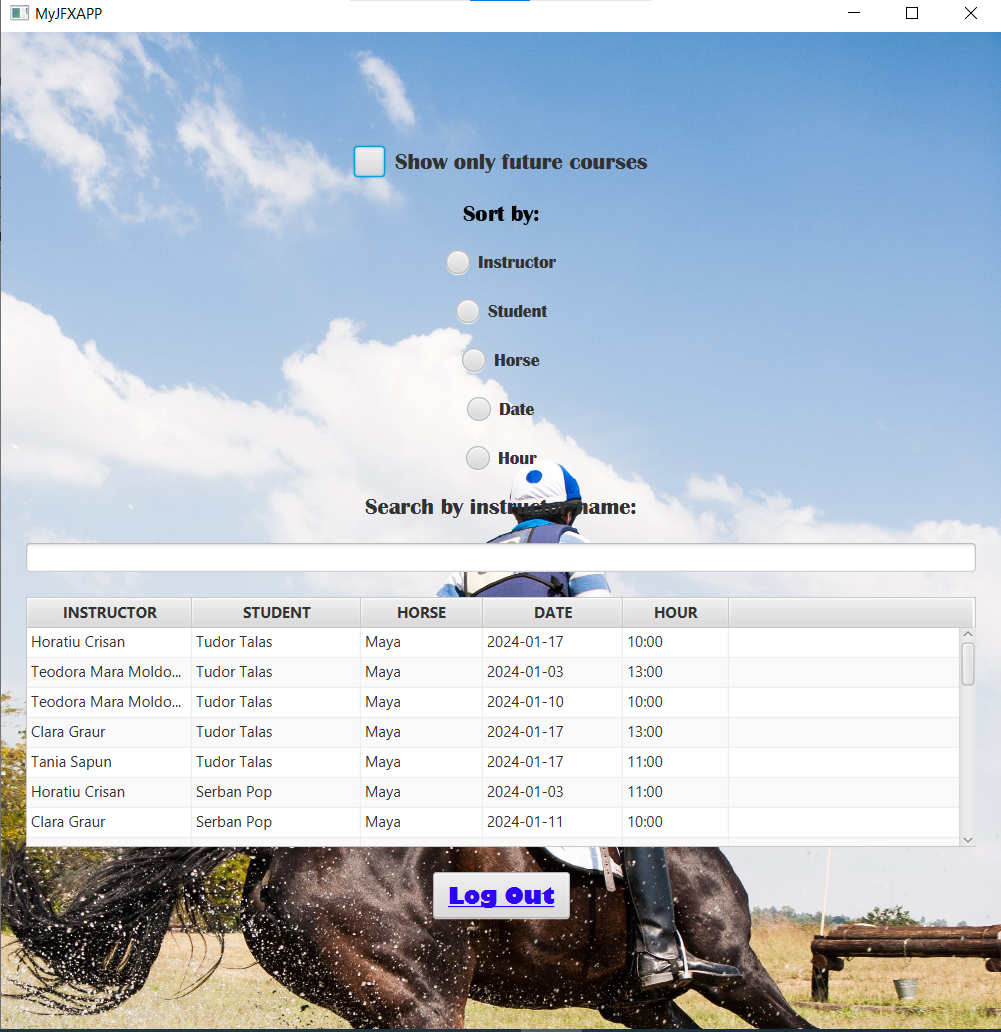 MyJFXAPP
Show only future courses
Sort by:
Instructor
Student
Horse
Date
Hour
Search by instructor name:
INSTRUCTOR STUDENT HORSE DATE HOUR
Horatiu Crisan Tudor Talas Maya 2024-01-17 10:00
Teodora Mara Moldo... Tudor Talas Maya 2024-01-03 13:00
Teodora Mara Moldo... Tudor Talas Maya 2024-01-10 10:00
Clara Graur Tudor Talas Maya 2024-01-17 13:00
Tania Sapun Tudor Talas Maya 2024-01-17 11:00
Horatiu Crisan Serban Pop Maya 2024-01-03 11:00
Clara Graur Serban Pop Maya 2024-01-11 10:00
Log Out